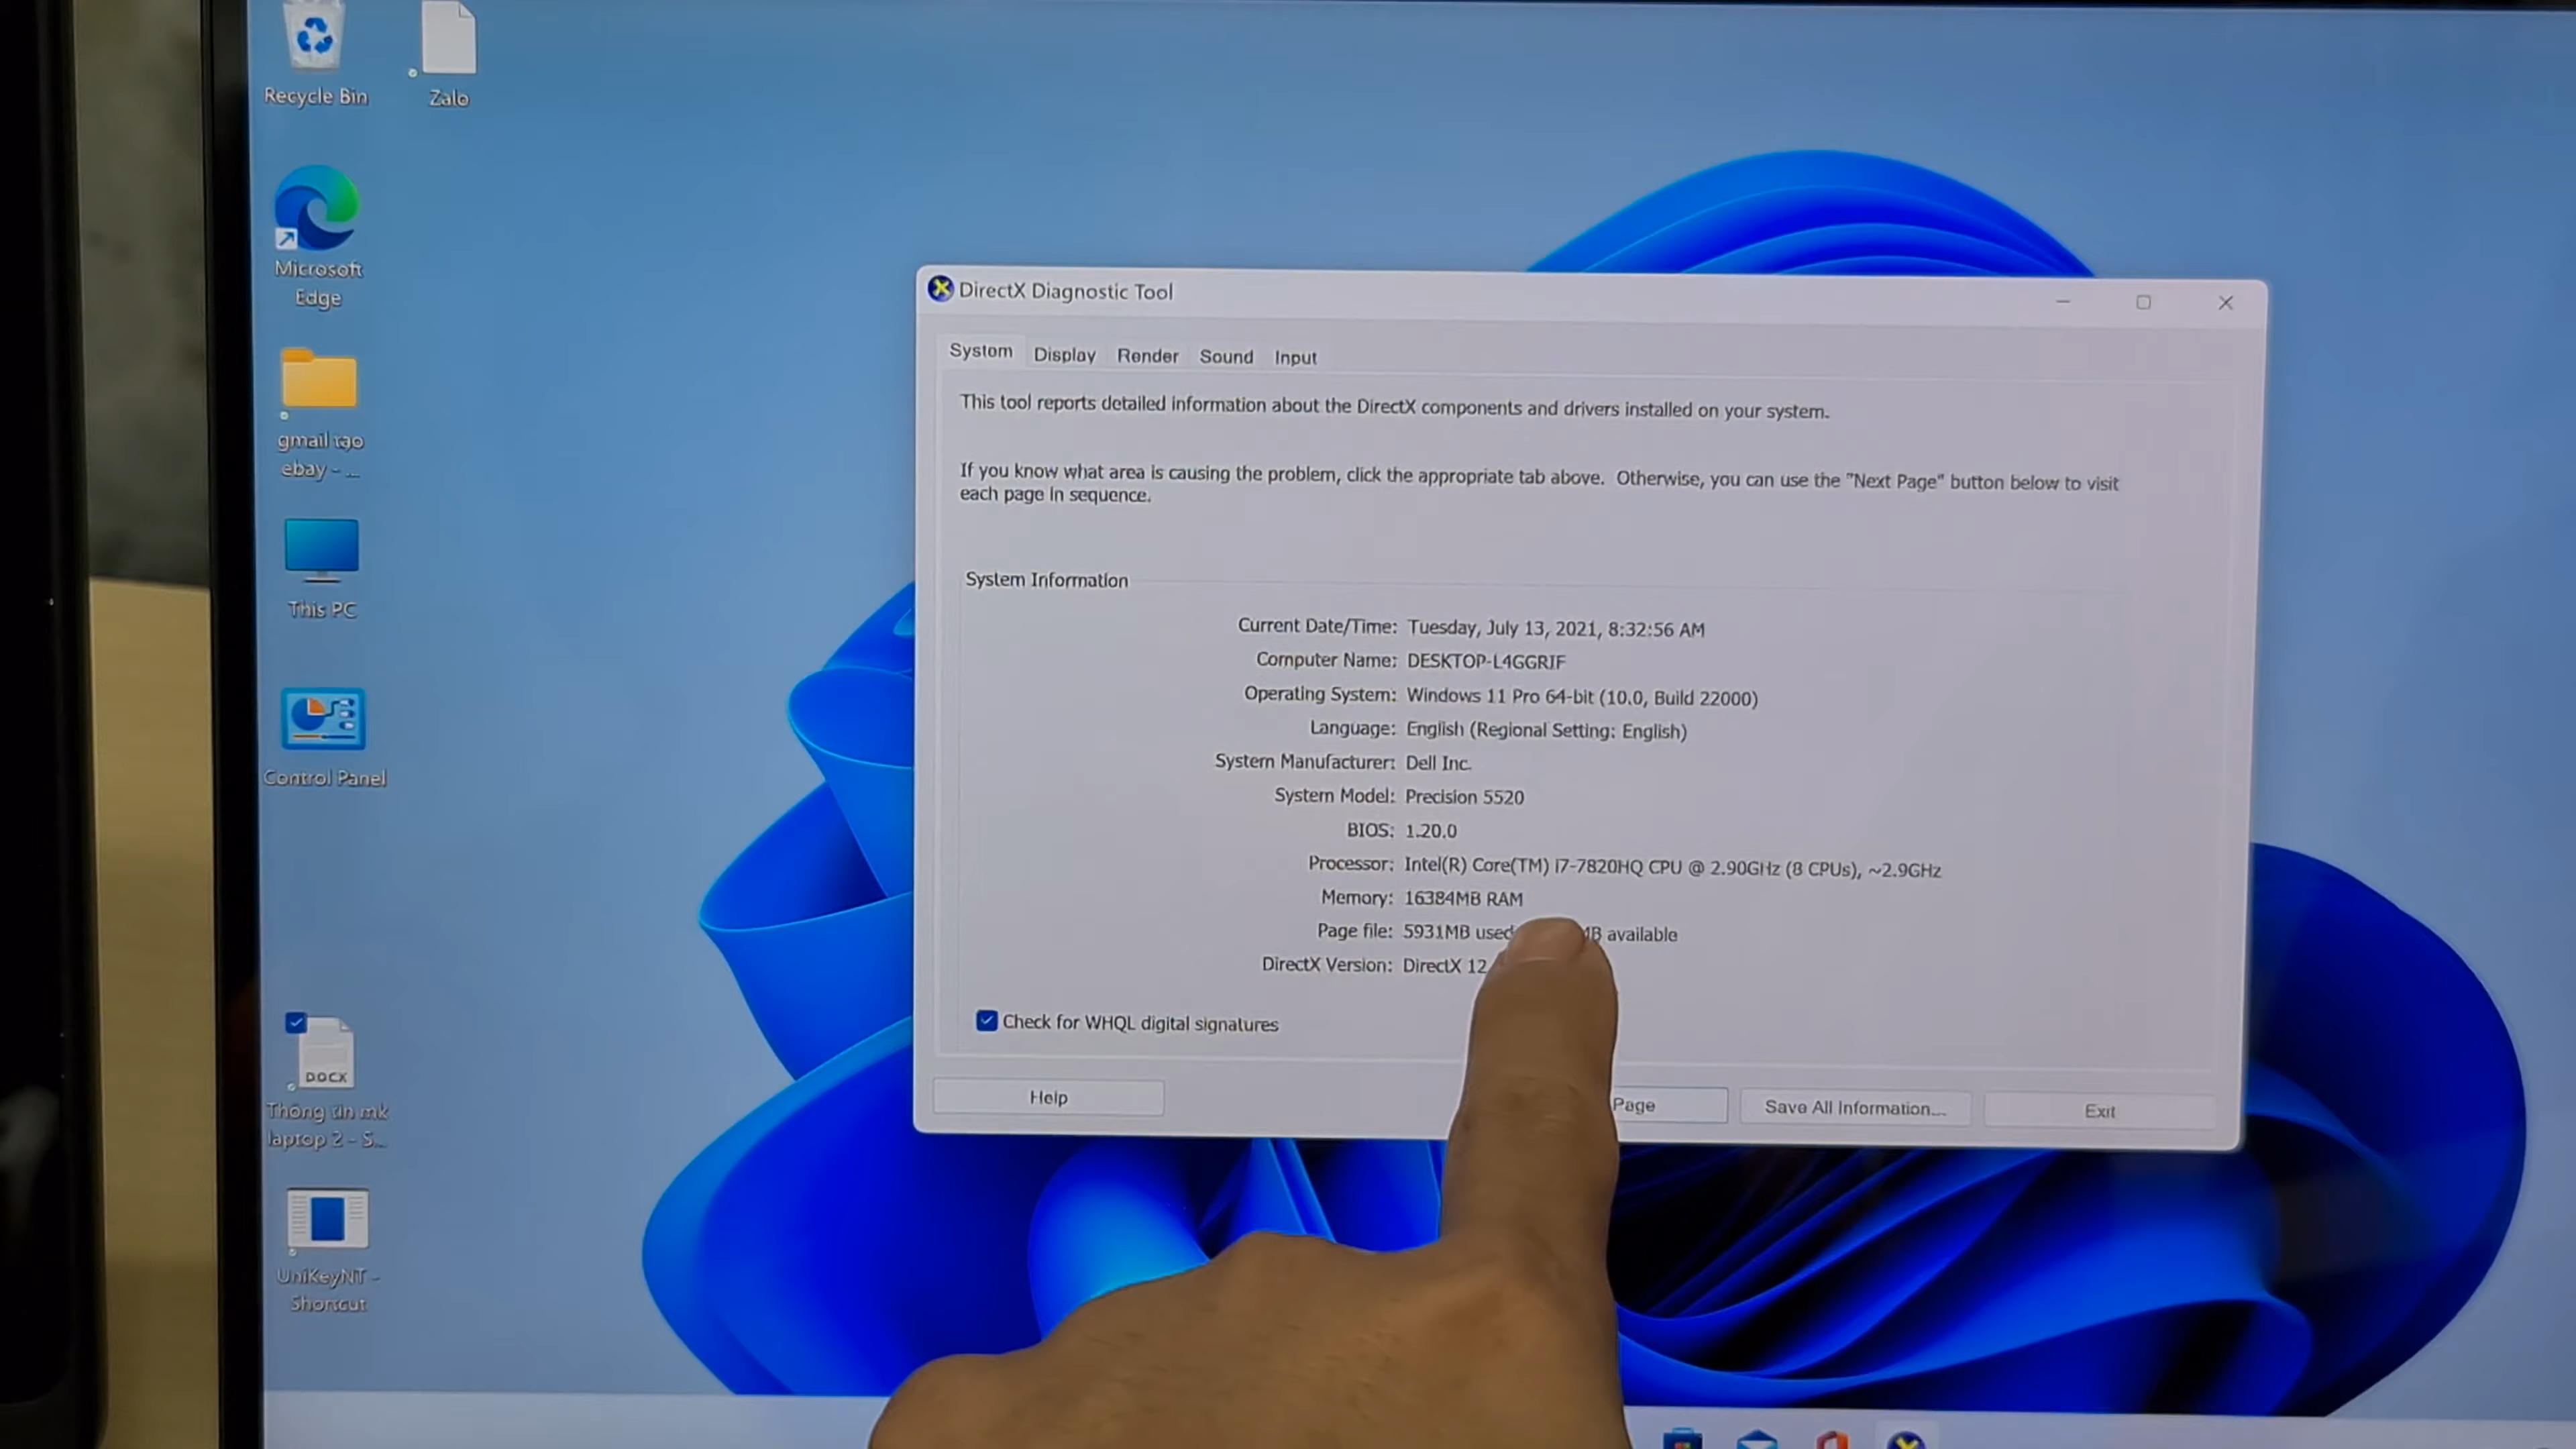 Recycle Bin
Zalo
Microsoft
Edge
gmail tạo
ebay - ...
This PC
Control Panel
DOCX
Thông tin mk
laptop 2 - S...
UniKeyNT -
Shortcut
DirectX Diagnostic Tool
System Display Render Sound Input
This tool reports detailed information about the DirectX components and drivers installed on your system.
If you know what area is causing the problem, click the appropriate tab above. Otherwise, you can use the "Next Page" button below to visit
each page in sequence.
System Information
Current Date/Time: Tuesday, July 13, 2021, 8:32:56 AM
Computer Name: DESKTOP-L4GGRIF
Operating System: Windows 11 Pro 64-bit (10.0, Build 22000)
Language: English (Regional Setting: English)
System Manufacturer: Dell Inc.
System Model: Precision 5520
BIOS: 1.20.0
Processor: Intel(R) Core(TM) i7-7820HQ CPU @ 2.90GHz (8 CPUs), ~2.9GHz
Memory: 16384MB RAM
Page file: 5931MB used MB available
DirectX Version: DirectX 12
Check for WHQL digital signatures
Help
Page
Save All Information...
Exit